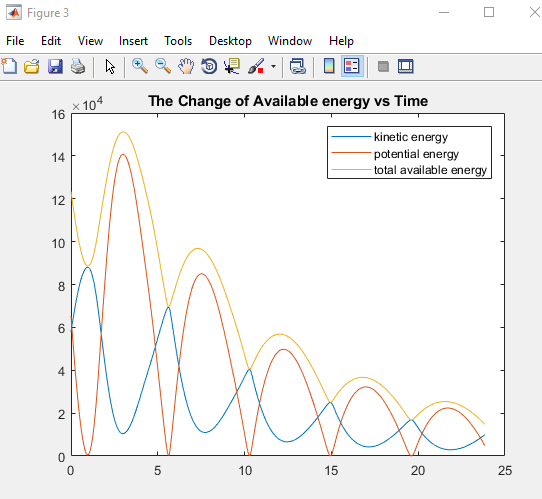 Figure 3
File Edit View Insert Tools Desktop Window Help
The Change of Available energy vs Time
× 10^4
kinetic energy
potential energy
total available energy
16
14
12
10
8
6
4
2
0
0 5 10 15 20 25